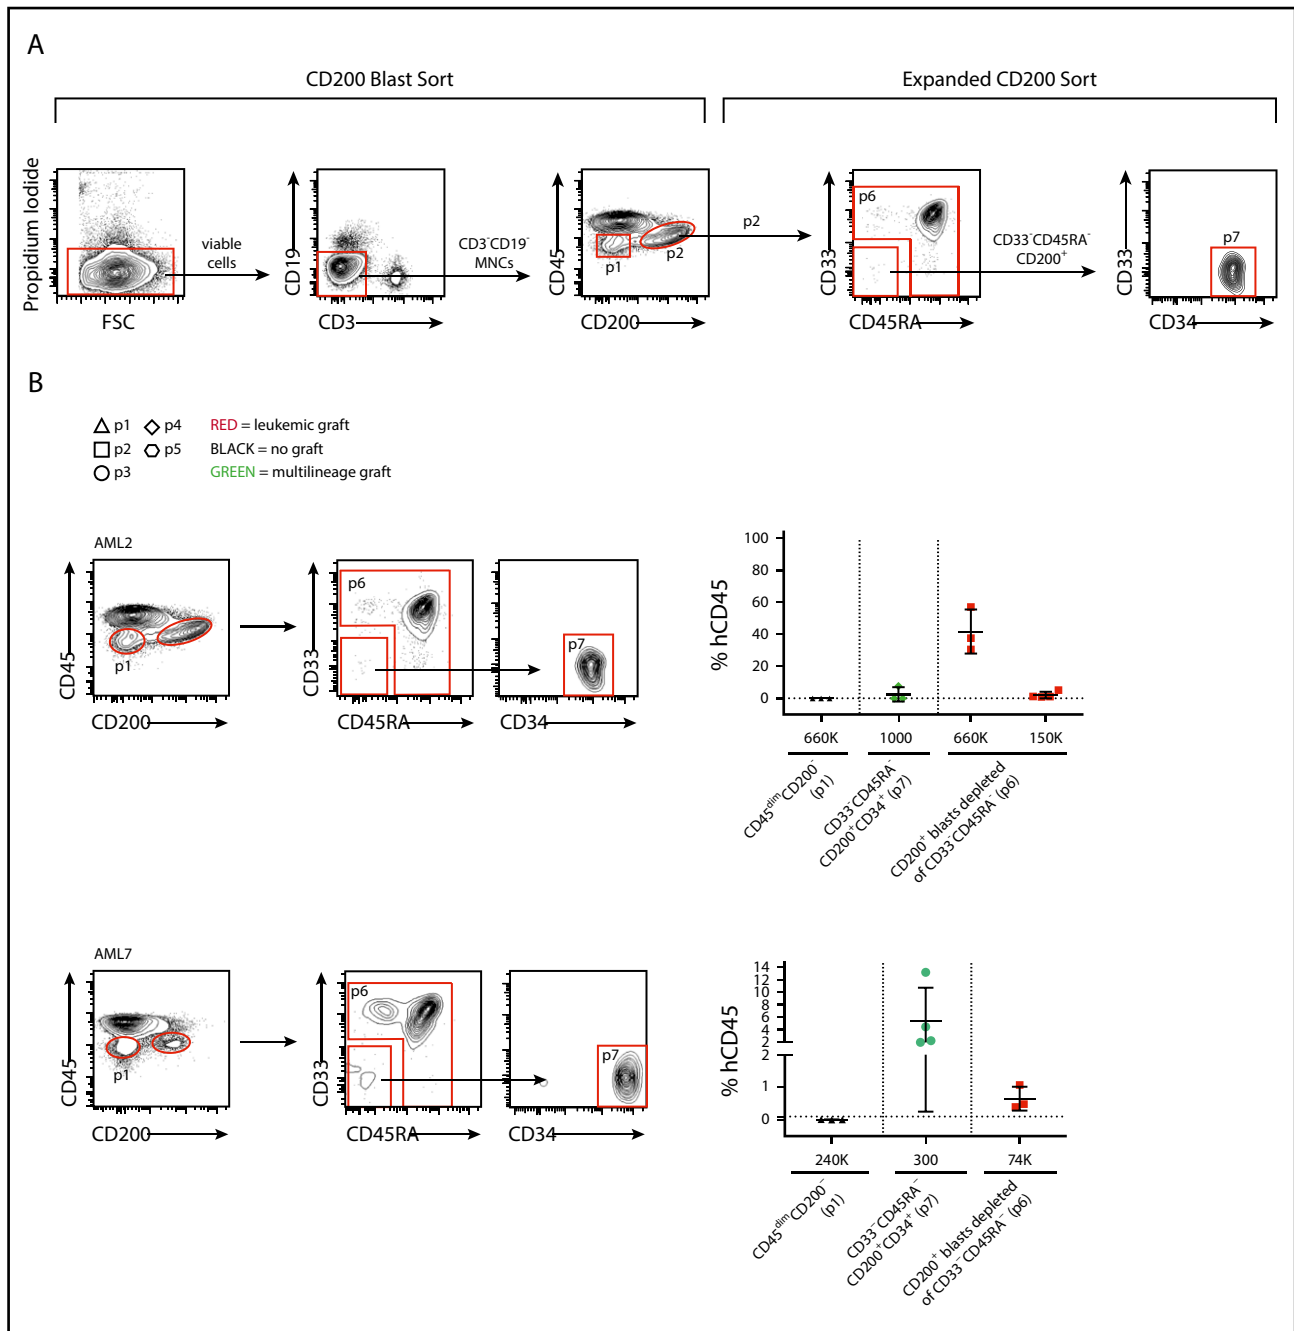 A
CD200 Blast Sort
Expanded CD200 Sort
Propidium Iodide
FSC
viable
cells
CD19
CD3
CD3⁻CD19⁻
MNCs
CD45
p1
p2
CD200
p2
CD33
p6
CD45RA
CD33⁻CD45RA⁻
CD200⁺
CD33
p7
CD34
B
p1
p4
RED = leukemic graft
p2
p5
BLACK = no graft
p3
GREEN = multilineage graft
AML2
CD45
p1
CD200
CD33
p6
CD45RA
p7
CD34
% hCD45
100
80
60
40
20
0
660K
1000
660K
150K
CD45ᵈⁱᵐCD200⁻
(p1)
CD33⁻CD45RA⁻
CD200⁺CD34⁺ (p7)
CD200⁺ blasts depleted
of CD33⁻CD45RA⁻ (p6)
AML7
CD45
p1
CD200
CD33
p6
CD45RA
p7
CD34
% hCD45
14
12
10
8
6
4
2
2
1
0
240K
300
74K
CD45ᵈⁱᵐCD200⁻
(p1)
CD33⁻CD45RA⁻
CD200⁺CD34⁺ (p7)
CD200⁺ blasts depleted
of CD33⁻CD45RA⁻ (p6)